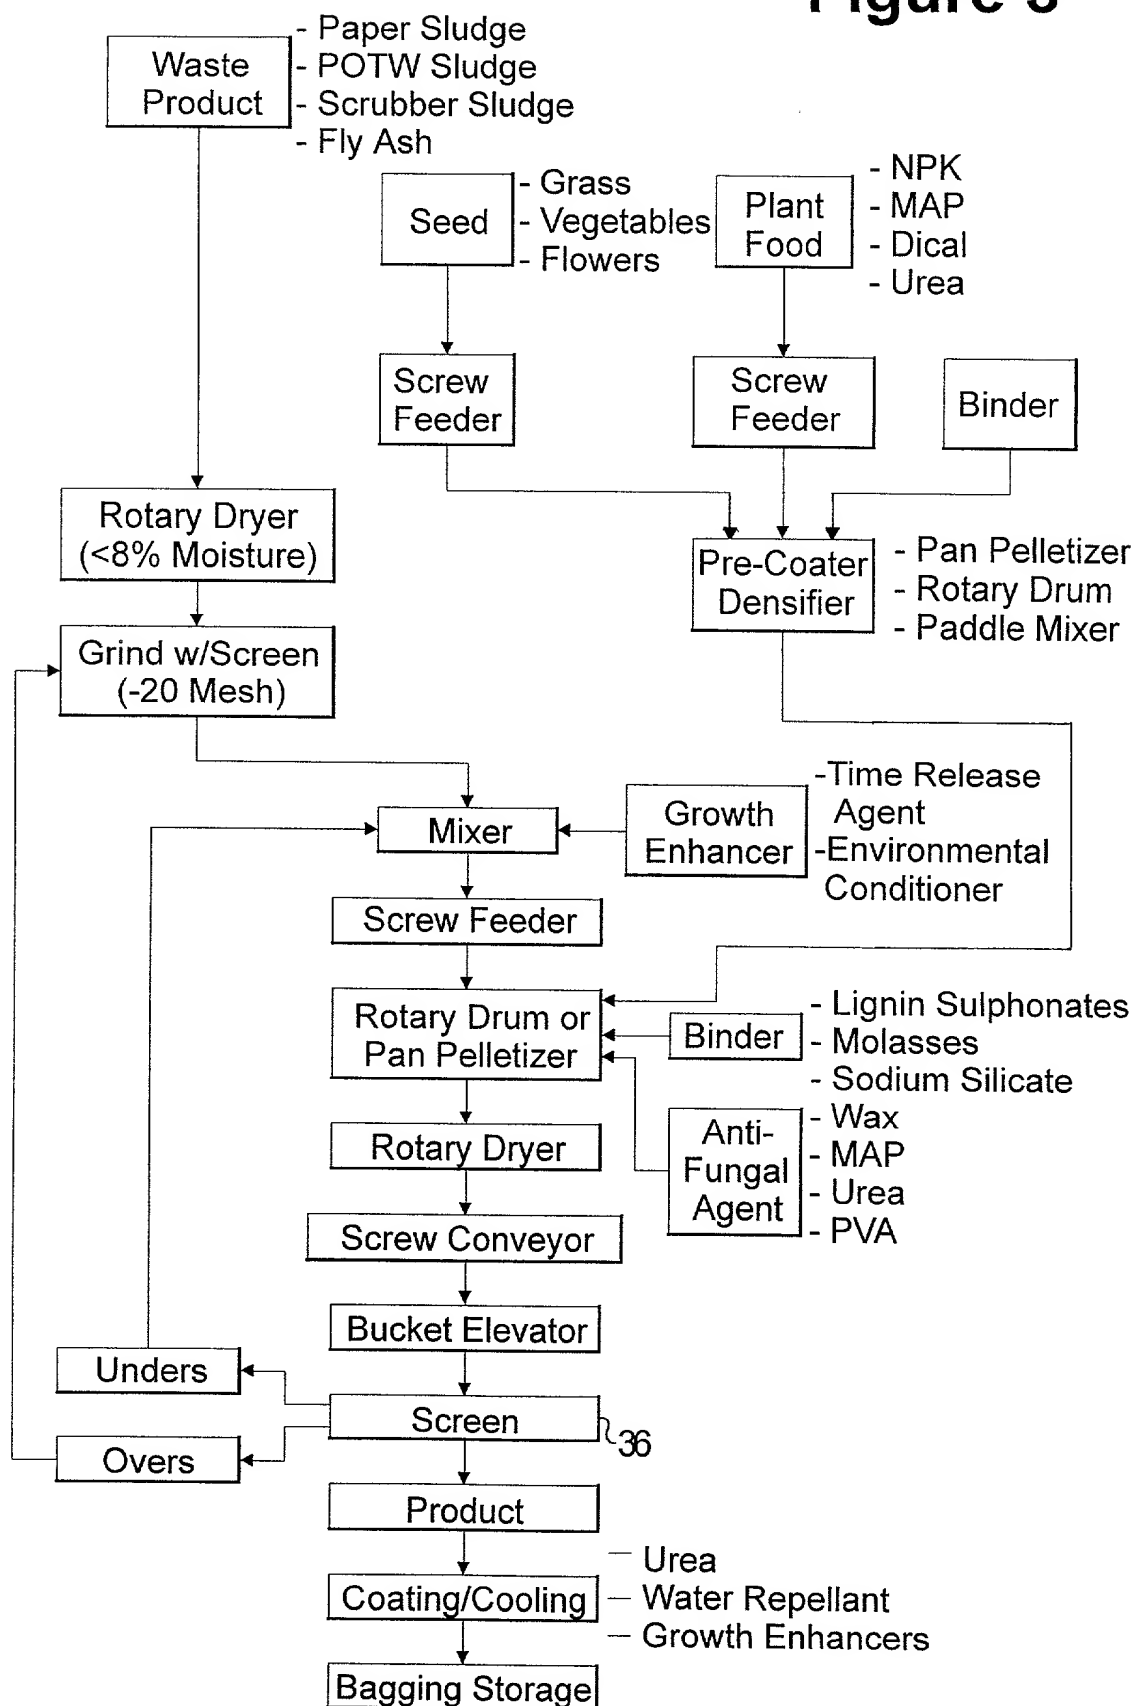 Figure
Waste
Product
- Paper Sludge
- POTW Sludge
- Scrubber Sludge
- Fly Ash
Seed
- Grass
- Vegetables
- Flowers
Plant
Food
- NPK
- MAP
- Dical
- Urea
Screw
Feeder
Screw
Feeder
Binder
Rotary Dryer
(<8% Moisture)
Pre-Coater
Densifier
- Pan Pelletizer
- Rotary Drum
- Paddle Mixer
Grind w/Screen
(-20 Mesh)
Mixer
Growth
Enhancer
-Time Release
Agent
-Environmental
Conditioner
Screw Feeder
Rotary Drum or
Pan Pelletizer
Binder
- Lignin Sulphonates
- Molasses
- Sodium Silicate
- Wax
- MAP
- Urea
- PVA
Anti-
Fungal
Agent
Rotary Dryer
Screw Conveyor
Bucket Elevator
Unders
Screen
36
Overs
Product
Coating/Cooling
— Urea
— Water Repellant
— Growth Enhancers
Bagging Storage